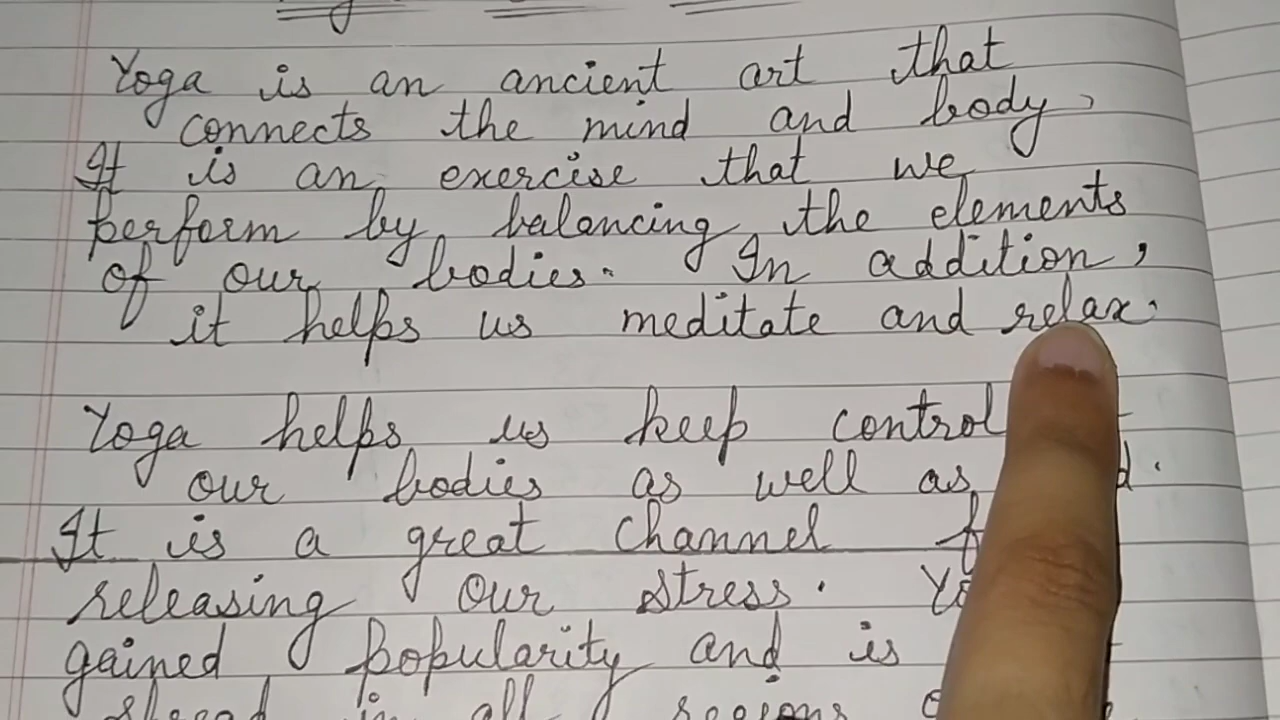 Yoga is an ancient art that
connects the mind and body,
It is an exercise that we
perform by balancing the elements
of our bodies. In addition,
it helps us meditate and relax.
Yoga helps us keep control
our bodies as well as
It is a great channel
releasing our stress.
gained popularity and is
in all